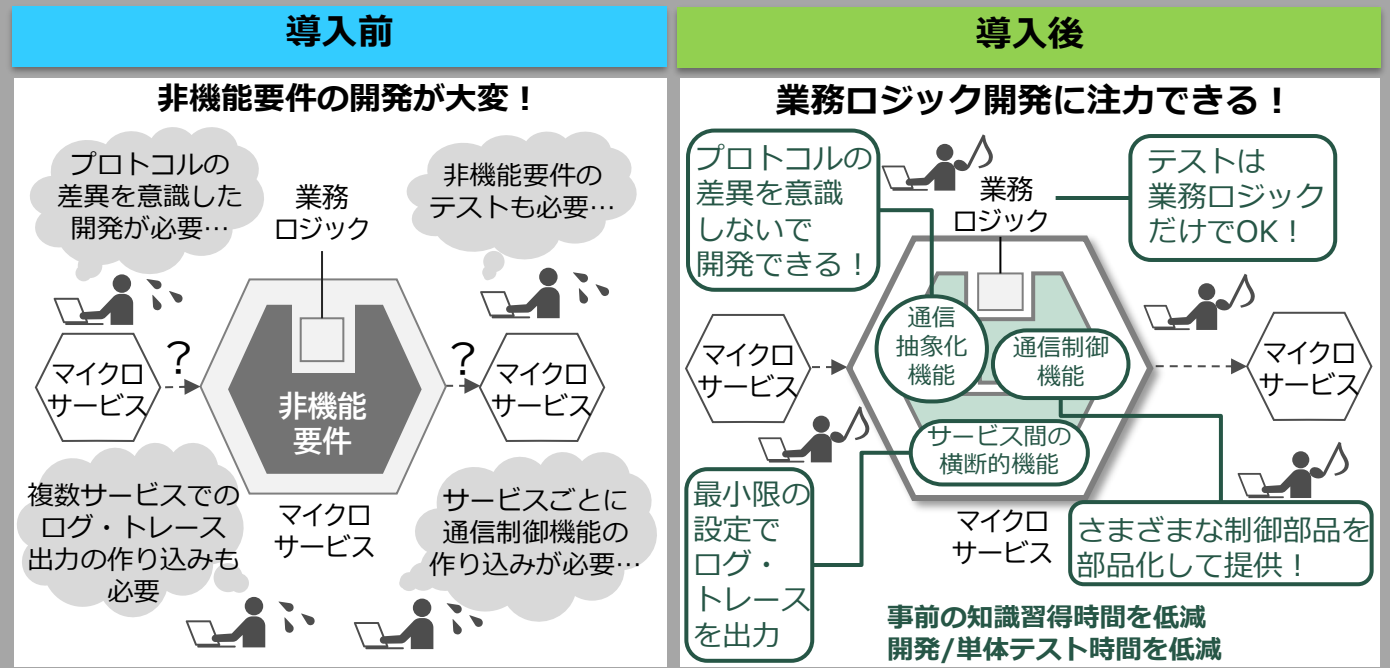 導入前
非機能要件の開発が大変！
プロトコルの
差異を意識した
開発が必要…
業務
ロジック
非機能要件の
テストも必要…
マイクロ
サービス
？
非機能
要件
？
マイクロ
サービス
複数サービスでの
ログ・トレース
出力の作り込みも
必要
マイクロ
サービス
サービスごとに
通信制御機能の
作り込みが必要…
導入後
業務ロジック開発に注力できる！
プロトコルの
差異を意識
しないで
開発できる！
業務
ロジック
テストは
業務ロジック
だけでOK！
マイクロ
サービス
通信
抽象化
機能
通信制御
機能
サービス間の
横断的機能
マイクロ
サービス
最小限の
設定で
ログ・
トレース
を出力
マイクロ
サービス
さまざまな制御部品を
部品化して提供！
事前の知識習得時間を低減
開発/単体テスト時間を低減